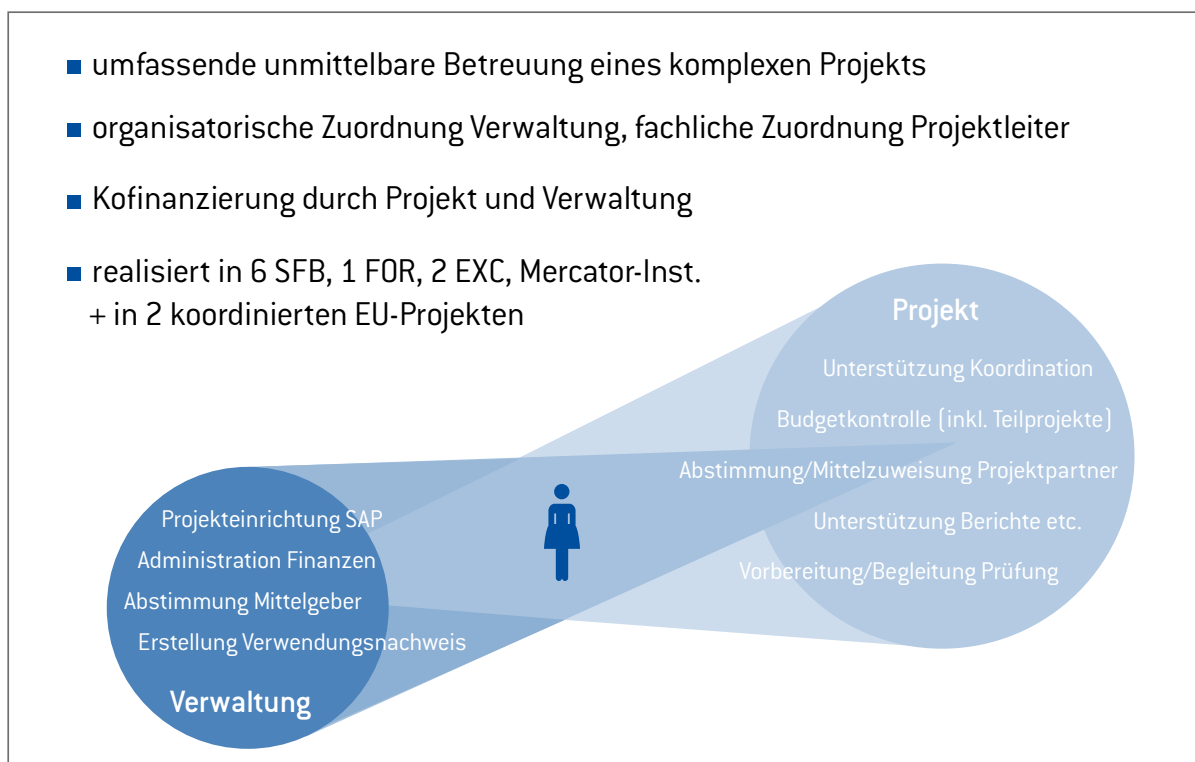 umfassende unmittelbare Betreuung eines komplexen Projekts
organisatorische Zuordnung Verwaltung, fachliche Zuordnung Projektleiter
Kofinanzierung durch Projekt und Verwaltung
realisiert in 6 SFB, 1 FOR, 2 EXC, Mercator-Inst.
+ in 2 koordinierten EU-Projekten
Projekt
Unterstützung Koordination
Budgetkontrolle (inkl. Teilprojekte)
Abstimmung/Mittelzuweisung Projektpartner
Unterstützung Berichte etc.
Vorbereitung/Begleitung Prüfung
Projekteinrichtung SAP
Administration Finanzen
Abstimmung Mittelgeber
Erstellung Verwendungsnachweis
Verwaltung